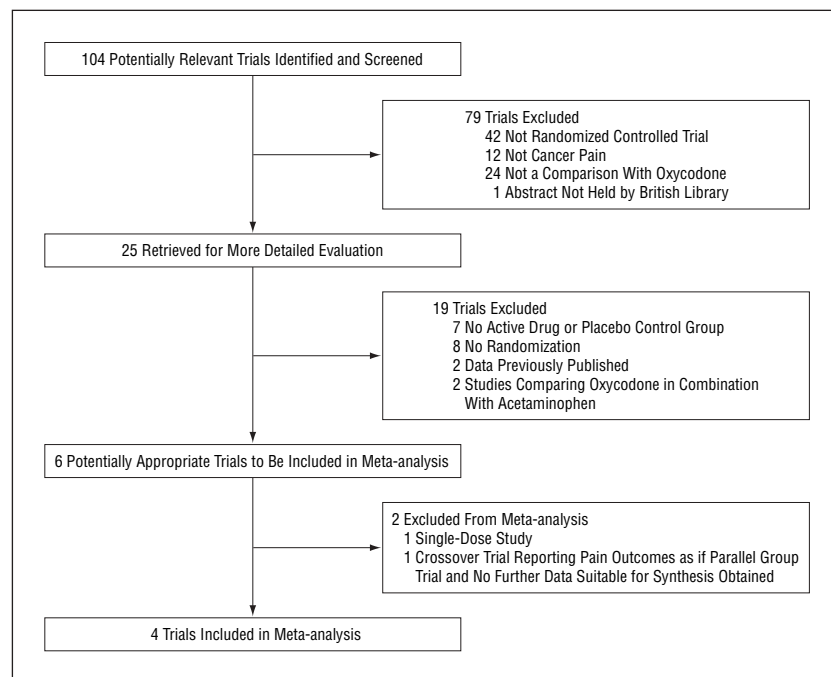 104 Potentially Relevant Trials Identified and Screened
79 Trials Excluded
42 Not Randomized Controlled Trial
12 Not Cancer Pain
24 Not a Comparison With Oxycodone
1 Abstract Not Held by British Library
25 Retrieved for More Detailed Evaluation
19 Trials Excluded
7 No Active Drug or Placebo Control Group
8 No Randomization
2 Data Previously Published
2 Studies Comparing Oxycodone in Combination
With Acetaminophen
6 Potentially Appropriate Trials to Be Included in Meta-analysis
2 Excluded From Meta-analysis
1 Single-Dose Study
1 Crossover Trial Reporting Pain Outcomes as if Parallel Group
Trial and No Further Data Suitable for Synthesis Obtained
4 Trials Included in Meta-analysis